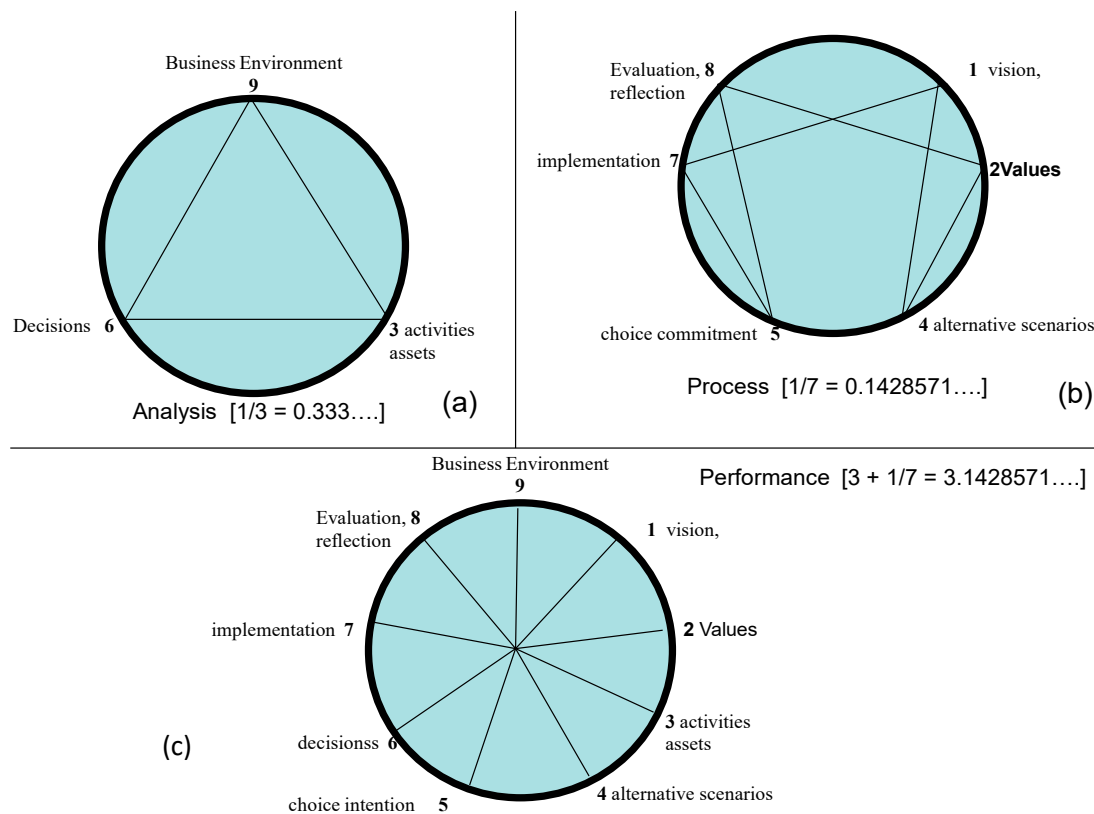 Business Environment
9
Decisions 6
3 activities
assets
Analysis [1/3 = 0.333….]
(a)
Evaluation, 8
reflection
1 vision,
implementation 7
2Values
choice commitment 5
4 alternative scenarios
Process [1/7 = 0.1428571….]
(b)
Performance [3 + 1/7 = 3.1428571….]
Business Environment
9
Evaluation, 8
reflection
1 vision,
implementation 7
2 Values
decisionss 6
3 activities
assets
(c)
choice intention 5
4 alternative scenarios